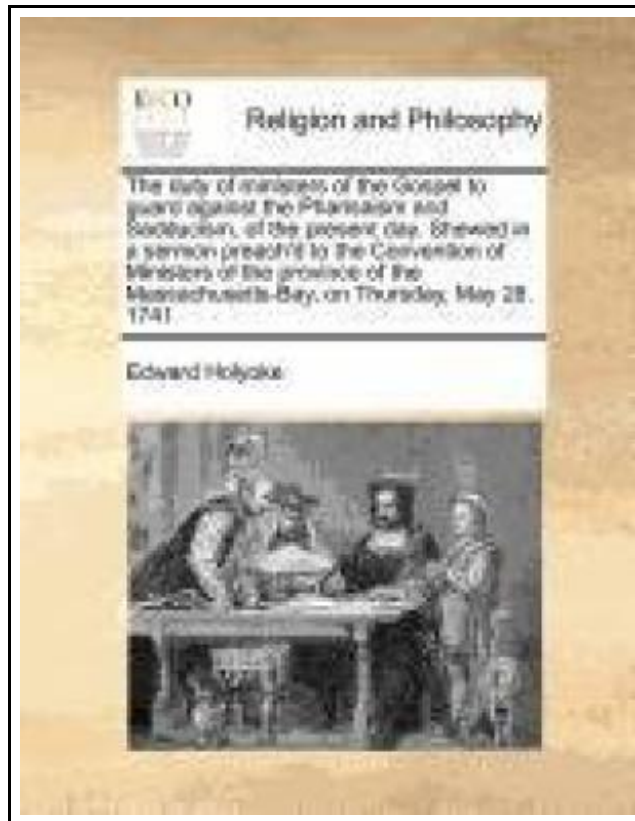 ECCO
Religion and Philosophy
The duty of ministers of the Gospel to
guard against the Pharisaism and
Sadducism, of the present day. Shewed in
a sermon preach'd to the Convention of
Ministers of the province of the
Massachusetts-Bay, on Thursday, May 28.
1741
Edward Holyoke